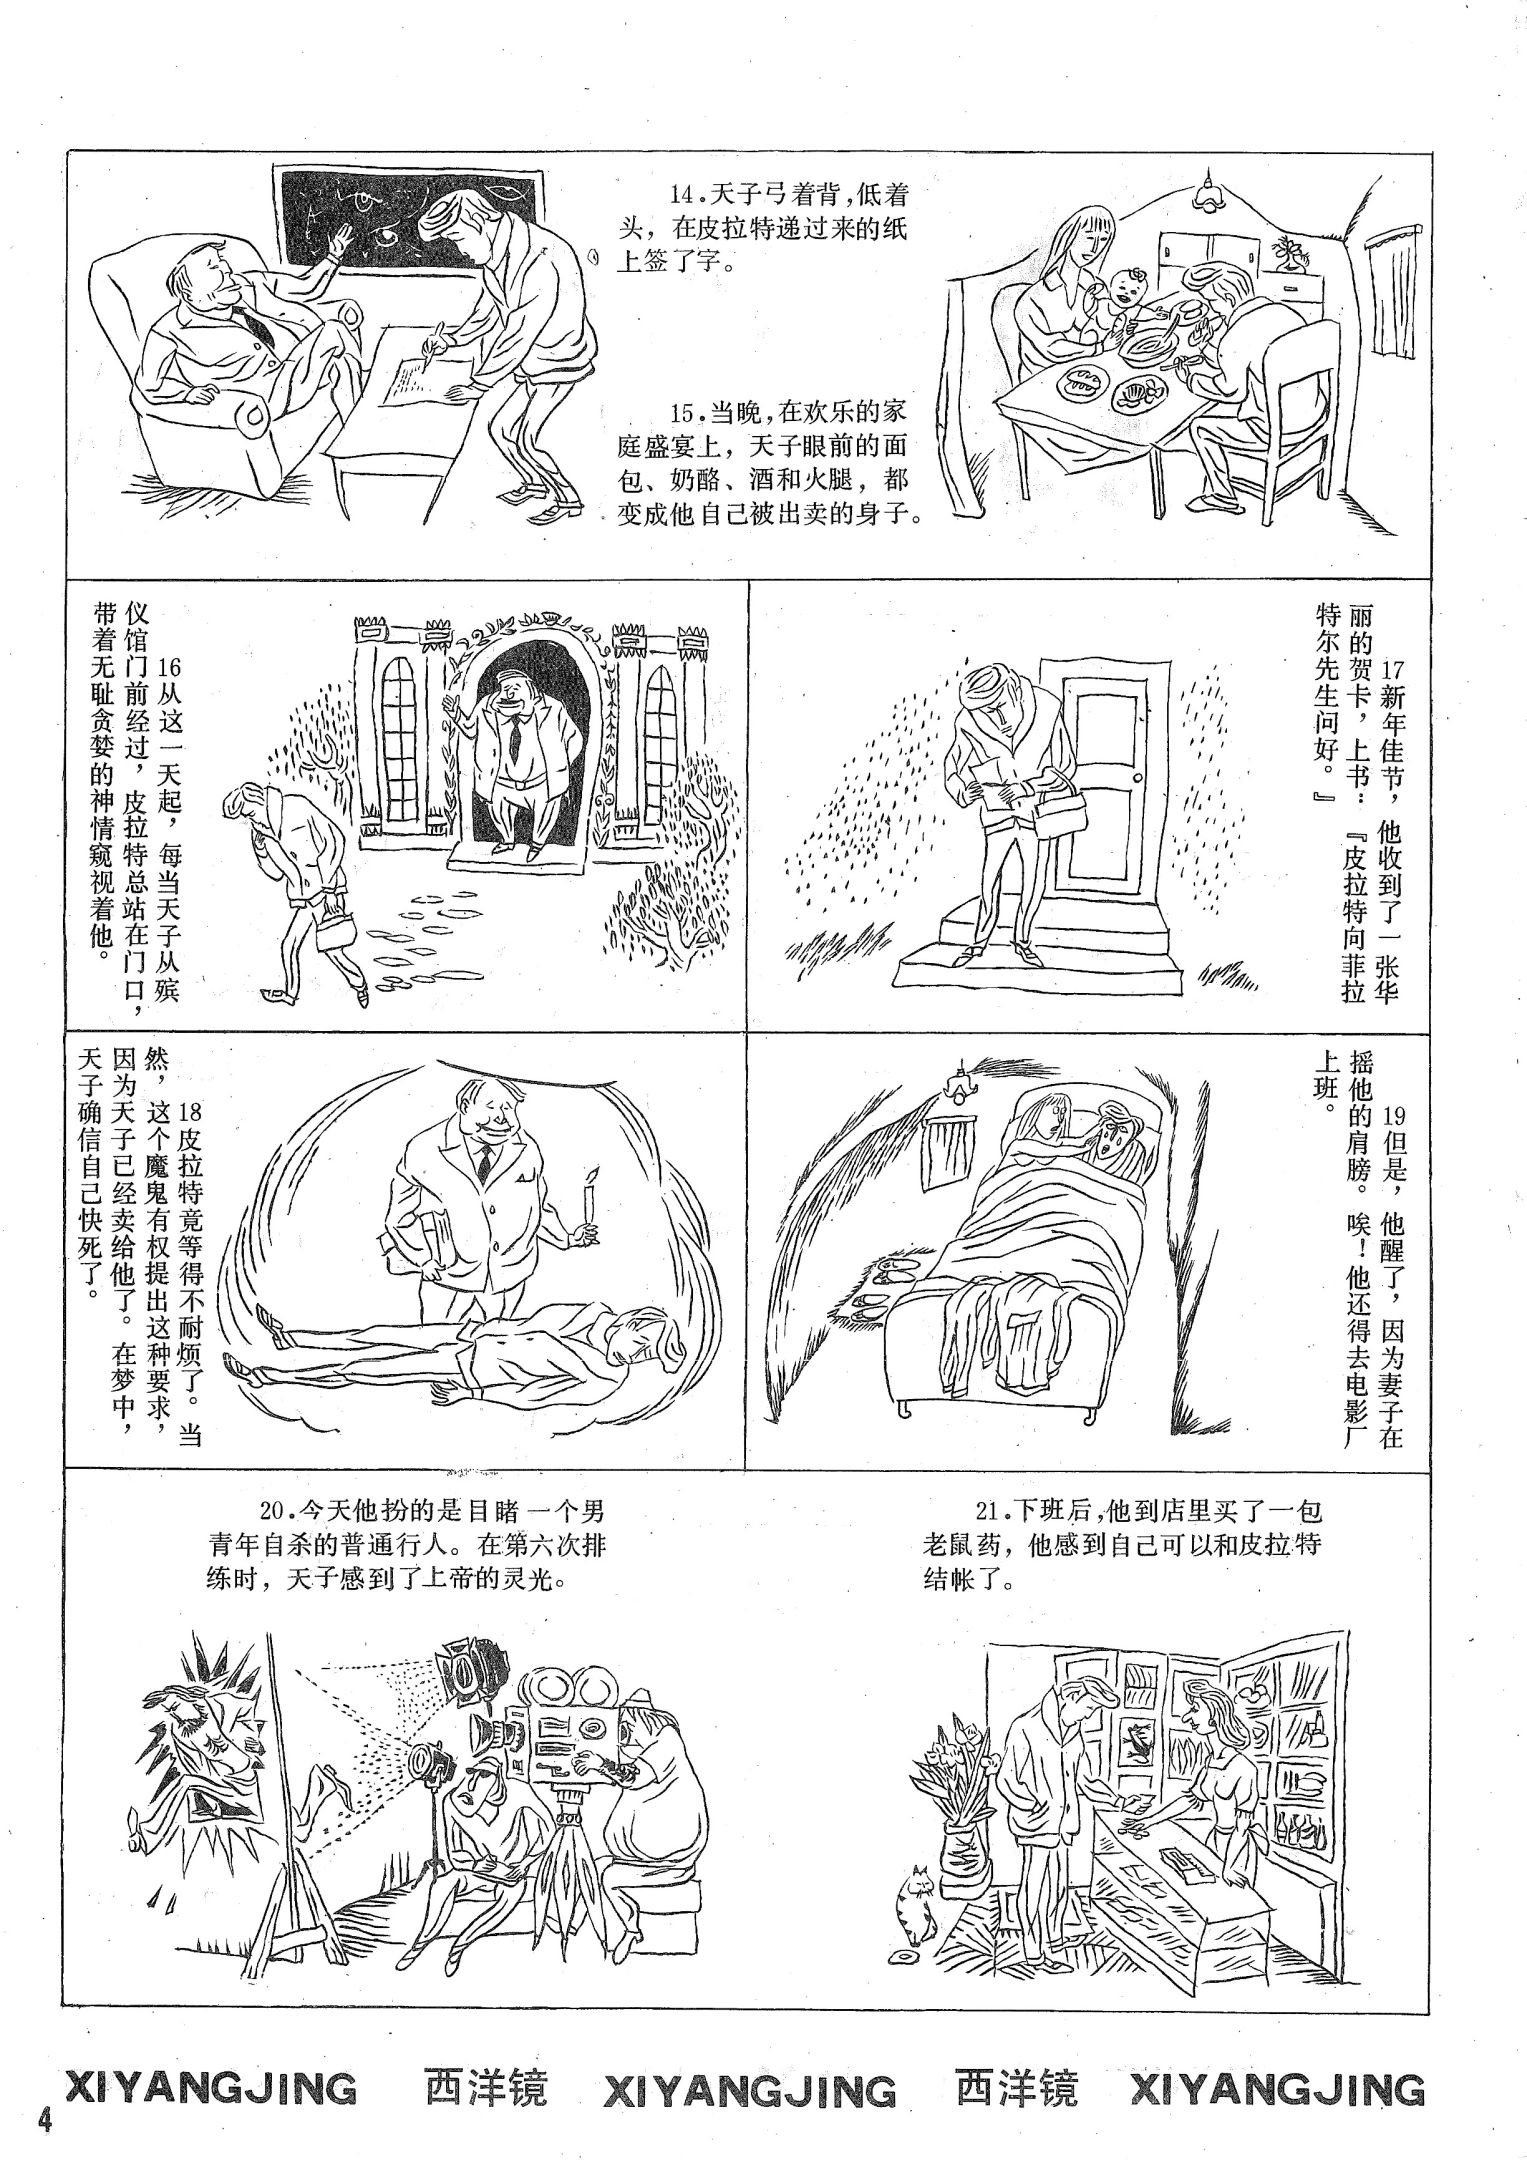 14.天子弓着背,低着
头，在皮拉特递过来的纸
上签了字。
15.当晚,在欢乐的家
庭盛宴上，天子眼前的面
包、奶酪、酒和火腿，都
变成他自己被出卖的身子。
16从这一天起，每当天子从殡
仪馆门前经过，皮拉特总站在门口，
带着无耻贪婪的神情窥视着他。
17新年佳节，他收到了一张华
丽的贺卡，上书：『皮拉特向菲拉
特尔先生问好。』
18皮拉特竟等得不耐烦了。当
然，这个魔鬼有权提出这种要求，
因为天子已经卖给他了。在梦中，
天子确信自己快死了。
19但是，他醒了，因为妻子在
摇他的肩膀。唉！他还得去电影厂
上班。
20.今天他扮的是目睹一个男
青年自杀的普通行人。在第六次排
练时，天子感到了上帝的灵光。
21.下班后,他到店里买了一包
老鼠药，他感到自己可以和皮拉特
结帐了。
XIYANGJING 西洋镜 XIYANGJING 西洋镜 XIYANGJING
4